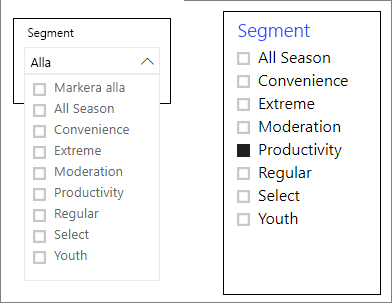 Segment
Alla
Markera alla
All Season
Convenience
Extreme
Moderation
Productivity
Regular
Select
Youth
Segment
All Season
Convenience
Extreme
Moderation
Productivity
Regular
Select
Youth